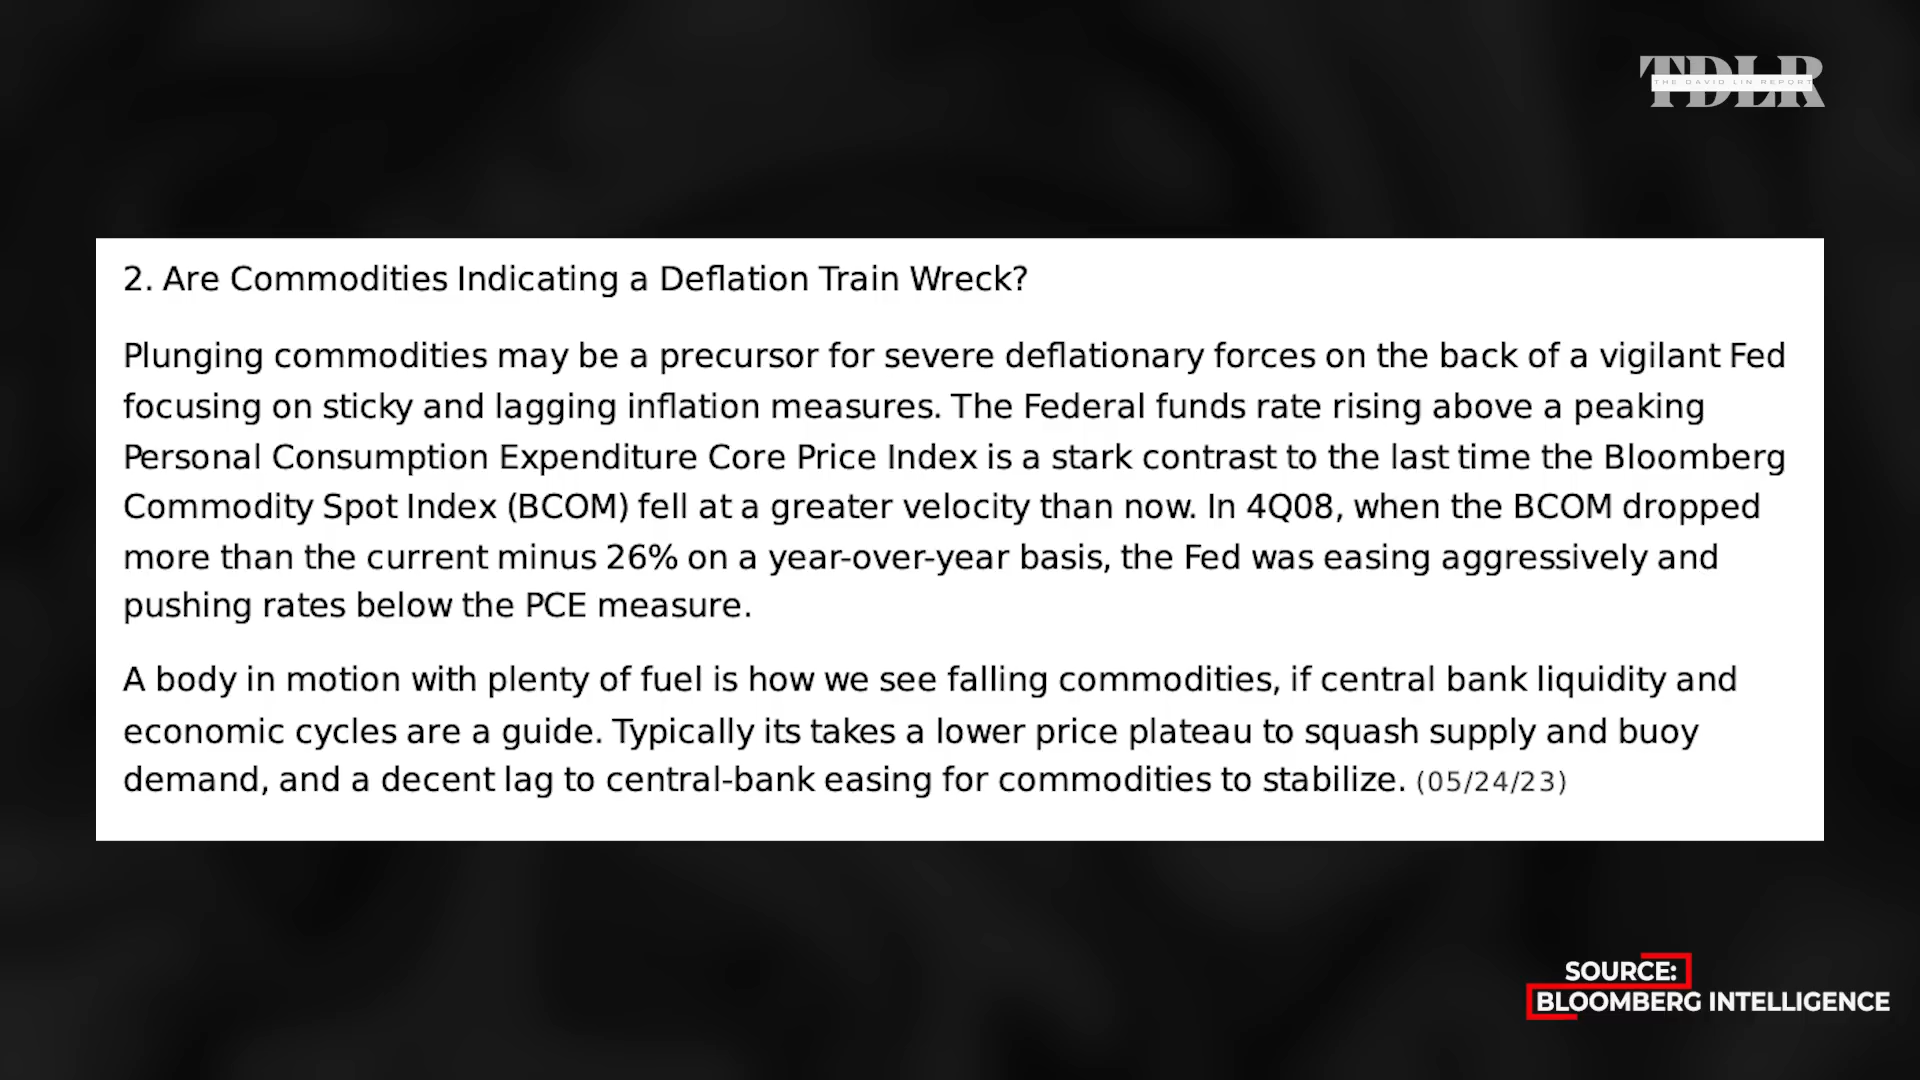 TDLR
THE DAVID LIN REPORT
2. Are Commodities Indicating a Deflation Train Wreck?
Plunging commodities may be a precursor for severe deflationary forces on the back of a vigilant Fed
focusing on sticky and lagging inflation measures. The Federal funds rate rising above a peaking
Personal Consumption Expenditure Core Price Index is a stark contrast to the last time the Bloomberg
Commodity Spot Index (BCOM) fell at a greater velocity than now. In 4Q08, when the BCOM dropped
more than the current minus 26% on a year-over-year basis, the Fed was easing aggressively and
pushing rates below the PCE measure.
A body in motion with plenty of fuel is how we see falling commodities, if central bank liquidity and
economic cycles are a guide. Typically its takes a lower price plateau to squash supply and buoy
demand, and a decent lag to central-bank easing for commodities to stabilize. (05/24/23)
SOURCE:
BLOOMBERG INTELLIGENCE